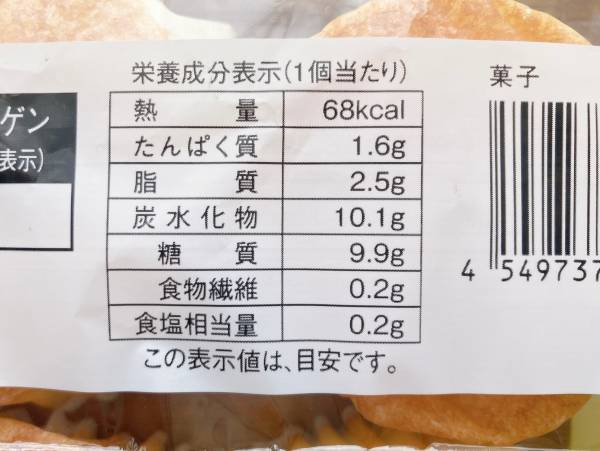 栄養成分表示(1個当たり)
熱量 68kcal
たんぱく質 1.6g
脂質 2.5g
炭水化物 10.1g
糖質 9.9g
食物繊維 0.2g
食塩相当量 0.2g
この表示値は、目安です。
ゲン
表示)
菓子
4 549737